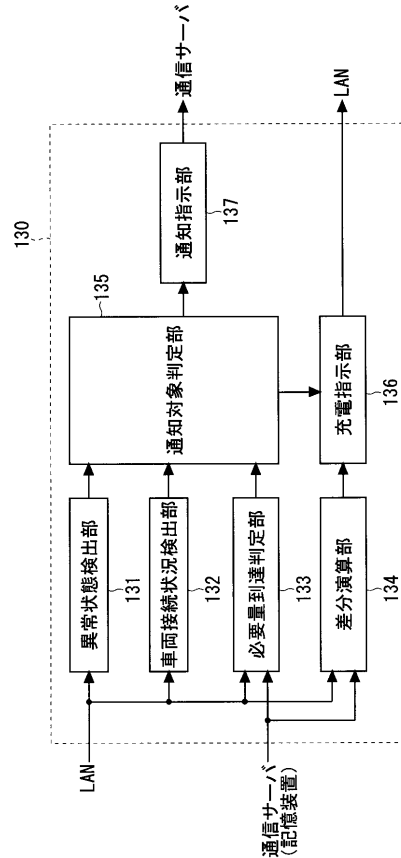 130
LAN
通信サーバ
(記憶装置)
異常状態検出部
131
車両接続状況検出部
132
必要量到達判定部
133
差分演算部
134
通知対象判定部
135
充電指示部
136
通知指示部
137
通信サーバ
LAN